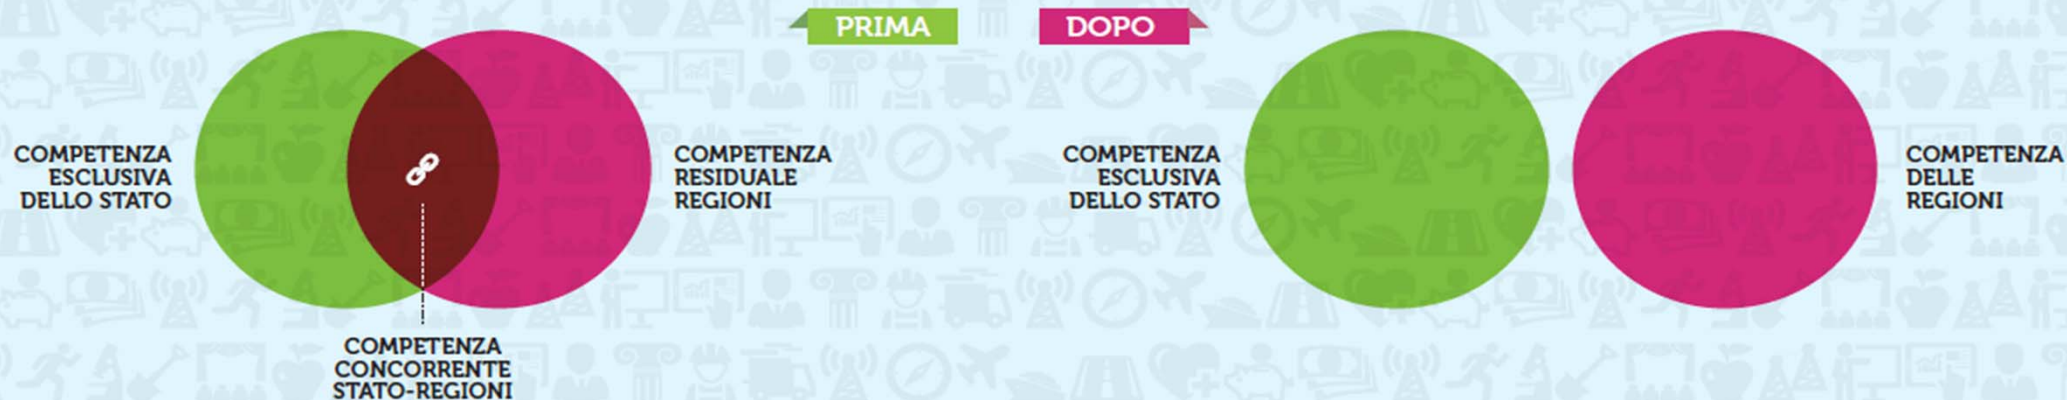 PRIMA
DOPO
COMPETENZA
ESCLUSIVA
DELLO STATO
COMPETENZA
RESIDUALE
REGIONI
COMPETENZA
CONCORRENTE
STATO-REGIONI
COMPETENZA
ESCLUSIVA
DELLO STATO
COMPETENZA
DELLE
REGIONI